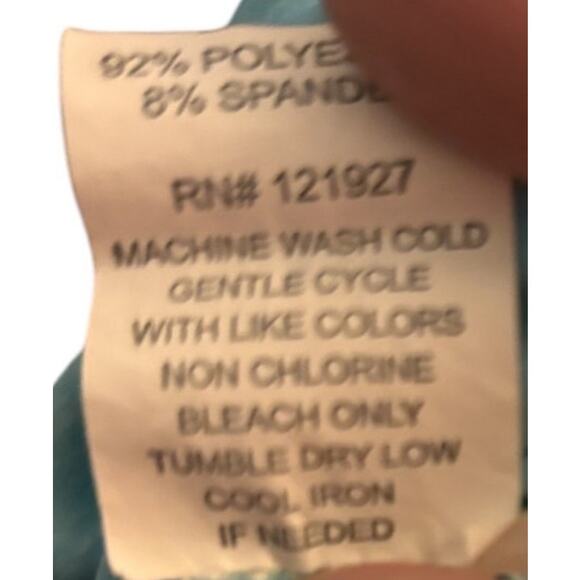 92% POLYE
8% SPANDE
RN# 121927
MACHINE WASH COLD
GENTLE CYCLE
WITH LIKE COLORS
NON CHLORINE
BLEACH ONLY
TUMBLE DRY LOW
COOL IRON
IF NEEDED